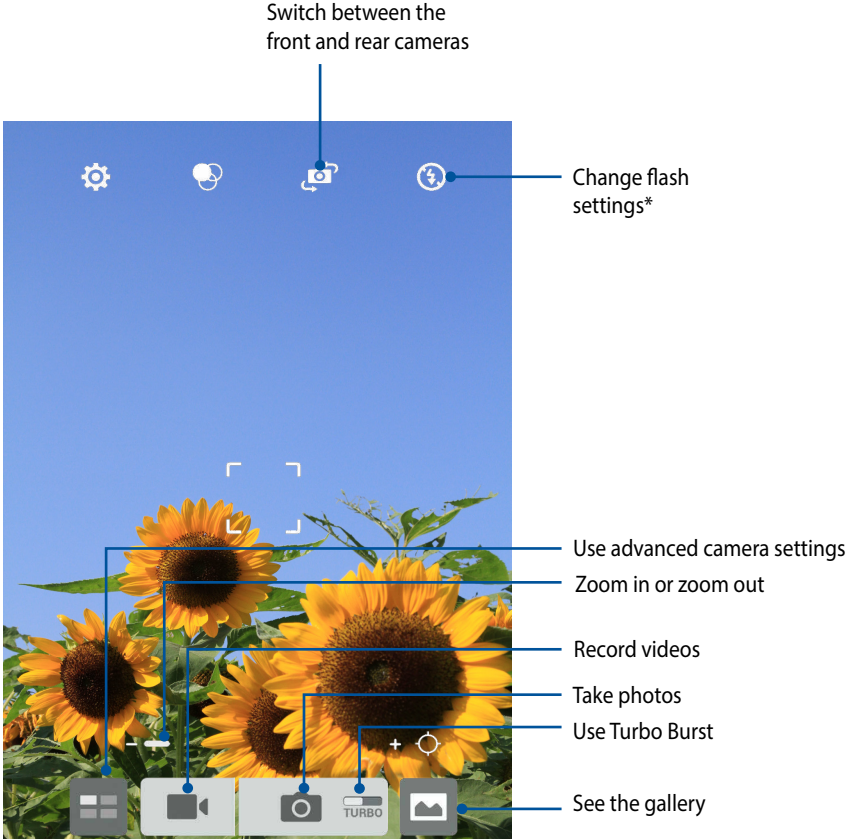 Switch between the
front and rear cameras
Change flash
settings*
Use advanced camera settings
Zoom in or zoom out
Record videos
Take photos
Use Turbo Burst
TURBO
See the gallery